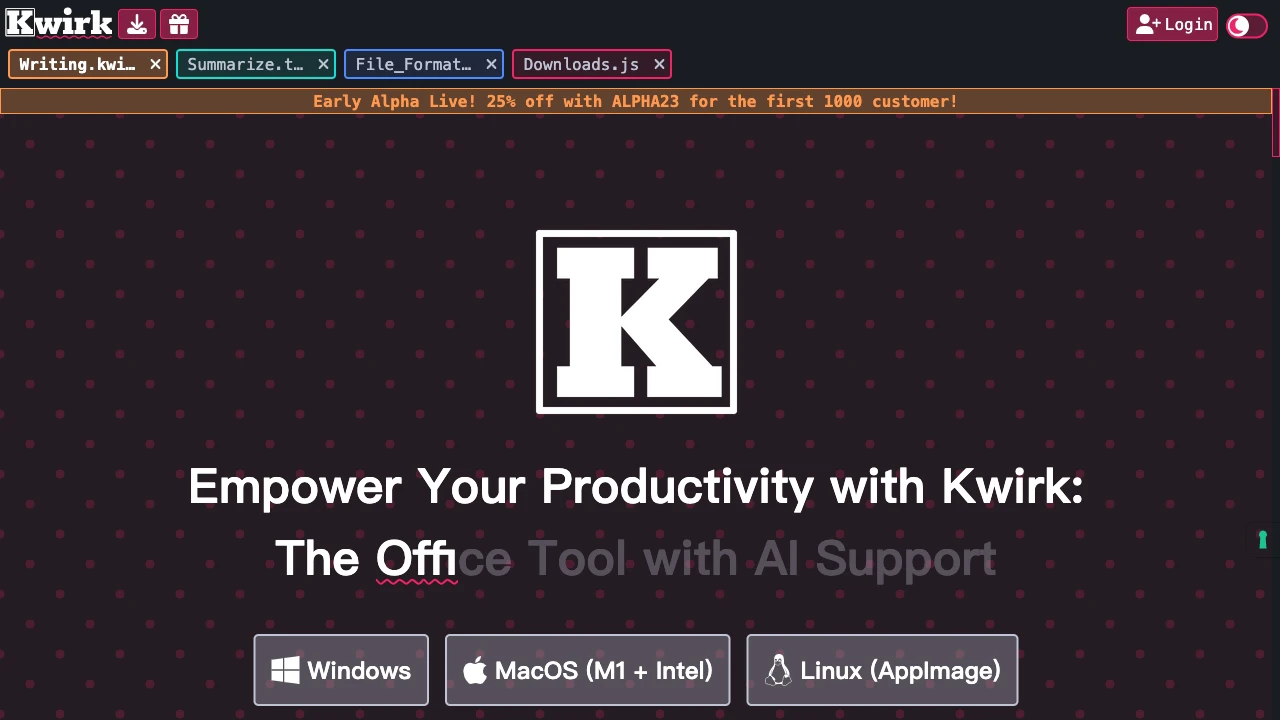 Kwirk
Login
Writing.kwi…
Summarize.t…
File_Format…
Downloads.js
Early Alpha Live! 25% off with ALPHA23 for the first 1000 customer!
K
Empower Your Productivity with Kwirk:
The Office Tool with AI Support
Windows
MacOS (M1 + Intel)
Linux (AppImage)